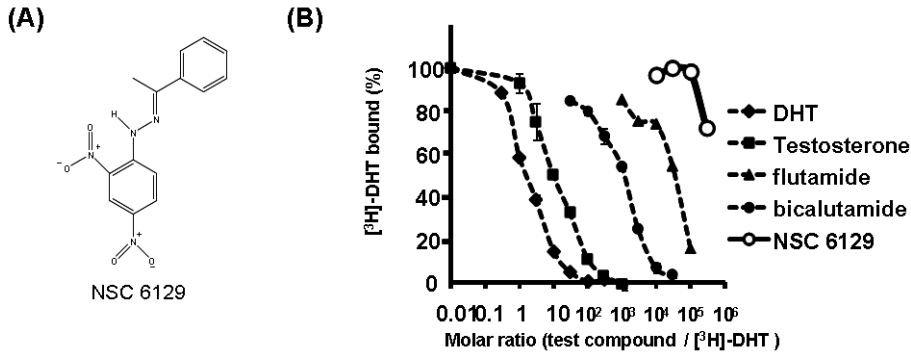 (A)
H
N
N
O
N⁺
O⁻
N⁺
O
O⁻
NSC 6129
(B)
[³H]-DHT bound (%)
100
80
60
40
20
0
0.01 0.1 1 10 10² 10³ 10⁴ 10⁵ 10⁶
Molar ratio (test compound / [³H]-DHT )
DHT
Testosterone
flutamide
bicalutamide
NSC 6129